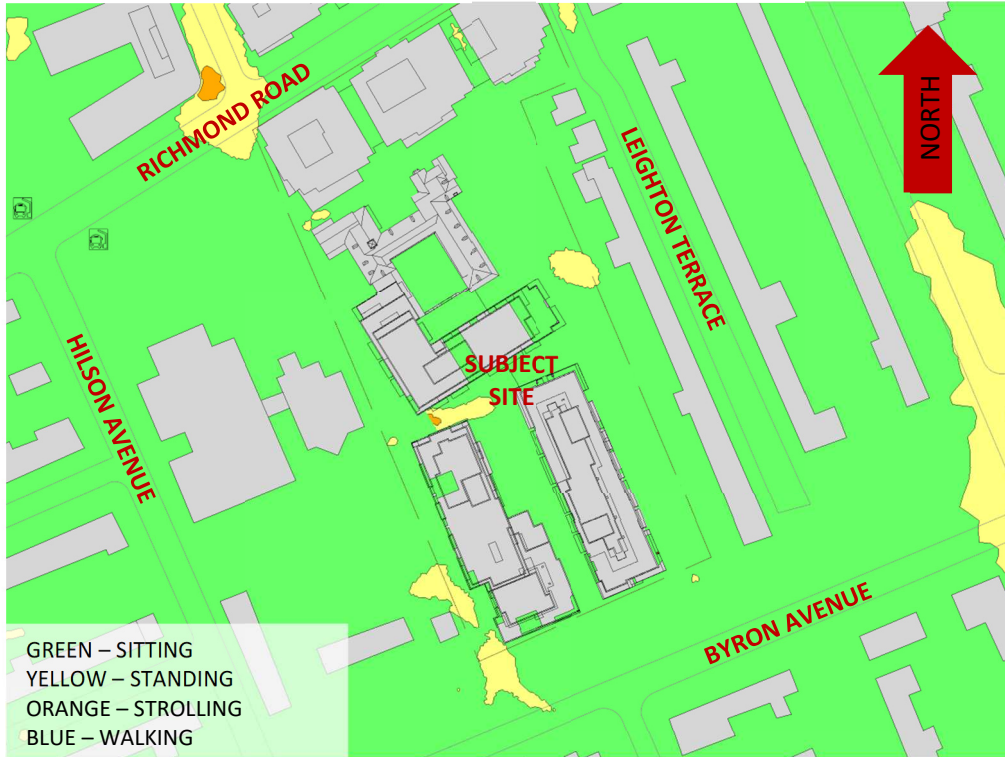 RICHMOND ROAD
NORTH
LEIGHTON TERRACE
HILSON AVENUE
SUBJECT
SITE
BYRON AVENUE
GREEN – SITTING
YELLOW – STANDING
ORANGE – STROLLING
BLUE – WALKING